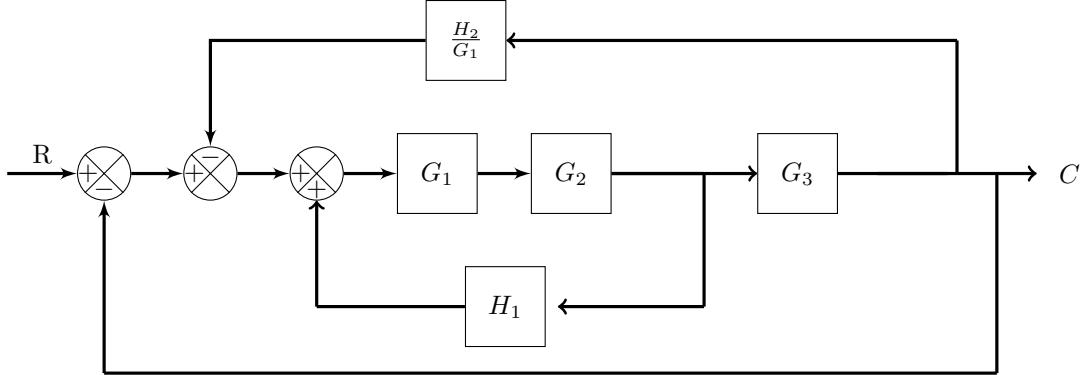 H₂
G₁
R + − + − + + G₁ G₂ G₃ C
H₁